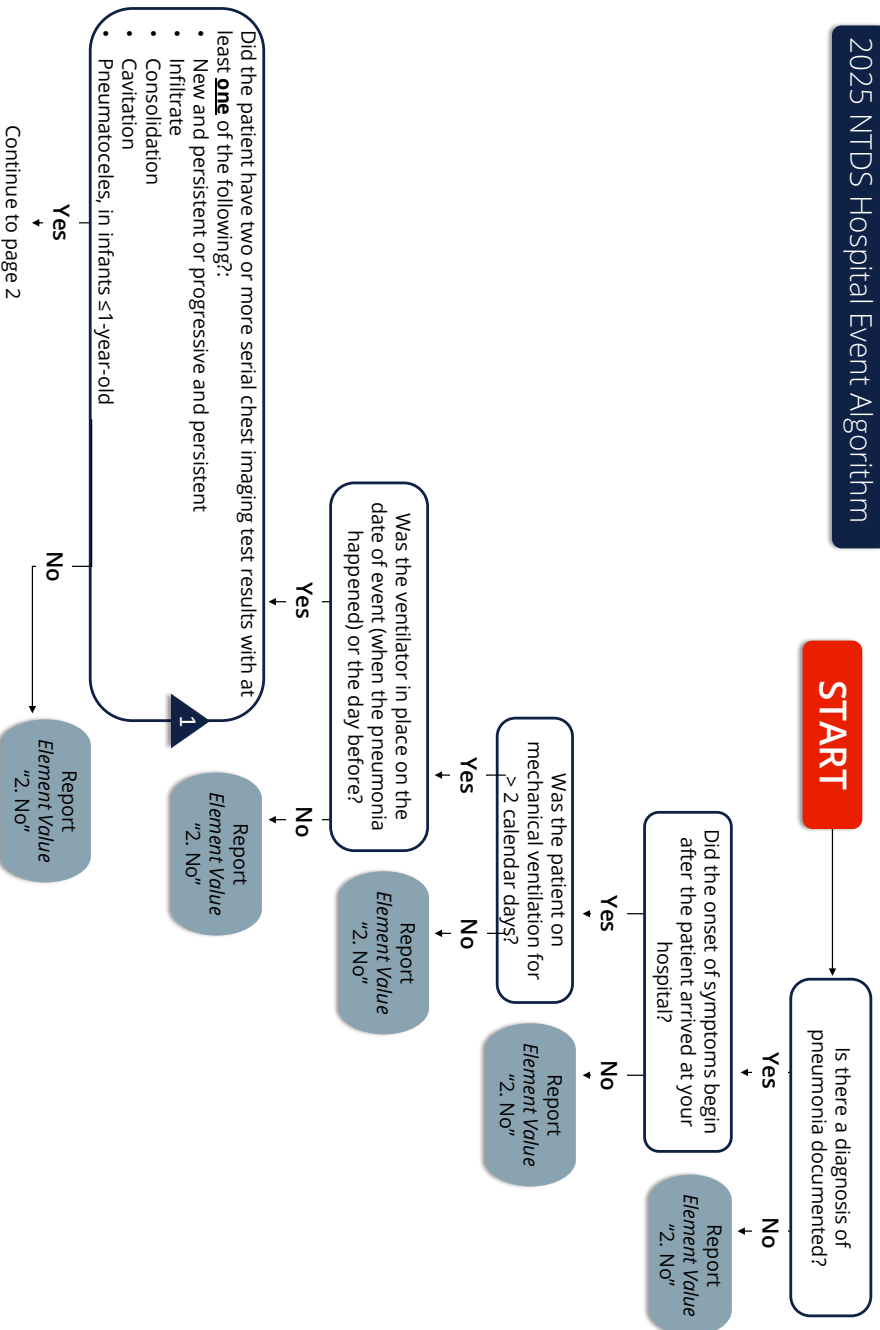 2025 NTDS Hospital Event Algorithm
START
Is there a diagnosis of
pneumonia documented?
Yes
No
Report
Element Value
“2. No”
Did the onset of symptoms begin
after the patient arrived at your
hospital?
Yes
No
Report
Element Value
“2. No”
Was the patient on
mechanical ventilation for
> 2 calendar days?
Yes
No
Report
Element Value
“2. No”
Was the ventilator in place on the
date of event (when the pneumonia
happened) or the day before?
Yes
No
Report
Element Value
“2. No”
Did the patient have two or more serial chest imaging test results with at
least one of the following?:
• New and persistent or progressive and persistent
• Infiltrate
• Consolidation
• Cavitation
• Pneumatoceles, in infants ≤1-year-old
1
Yes
No
Continue to page 2
Report
Element Value
“2. No”